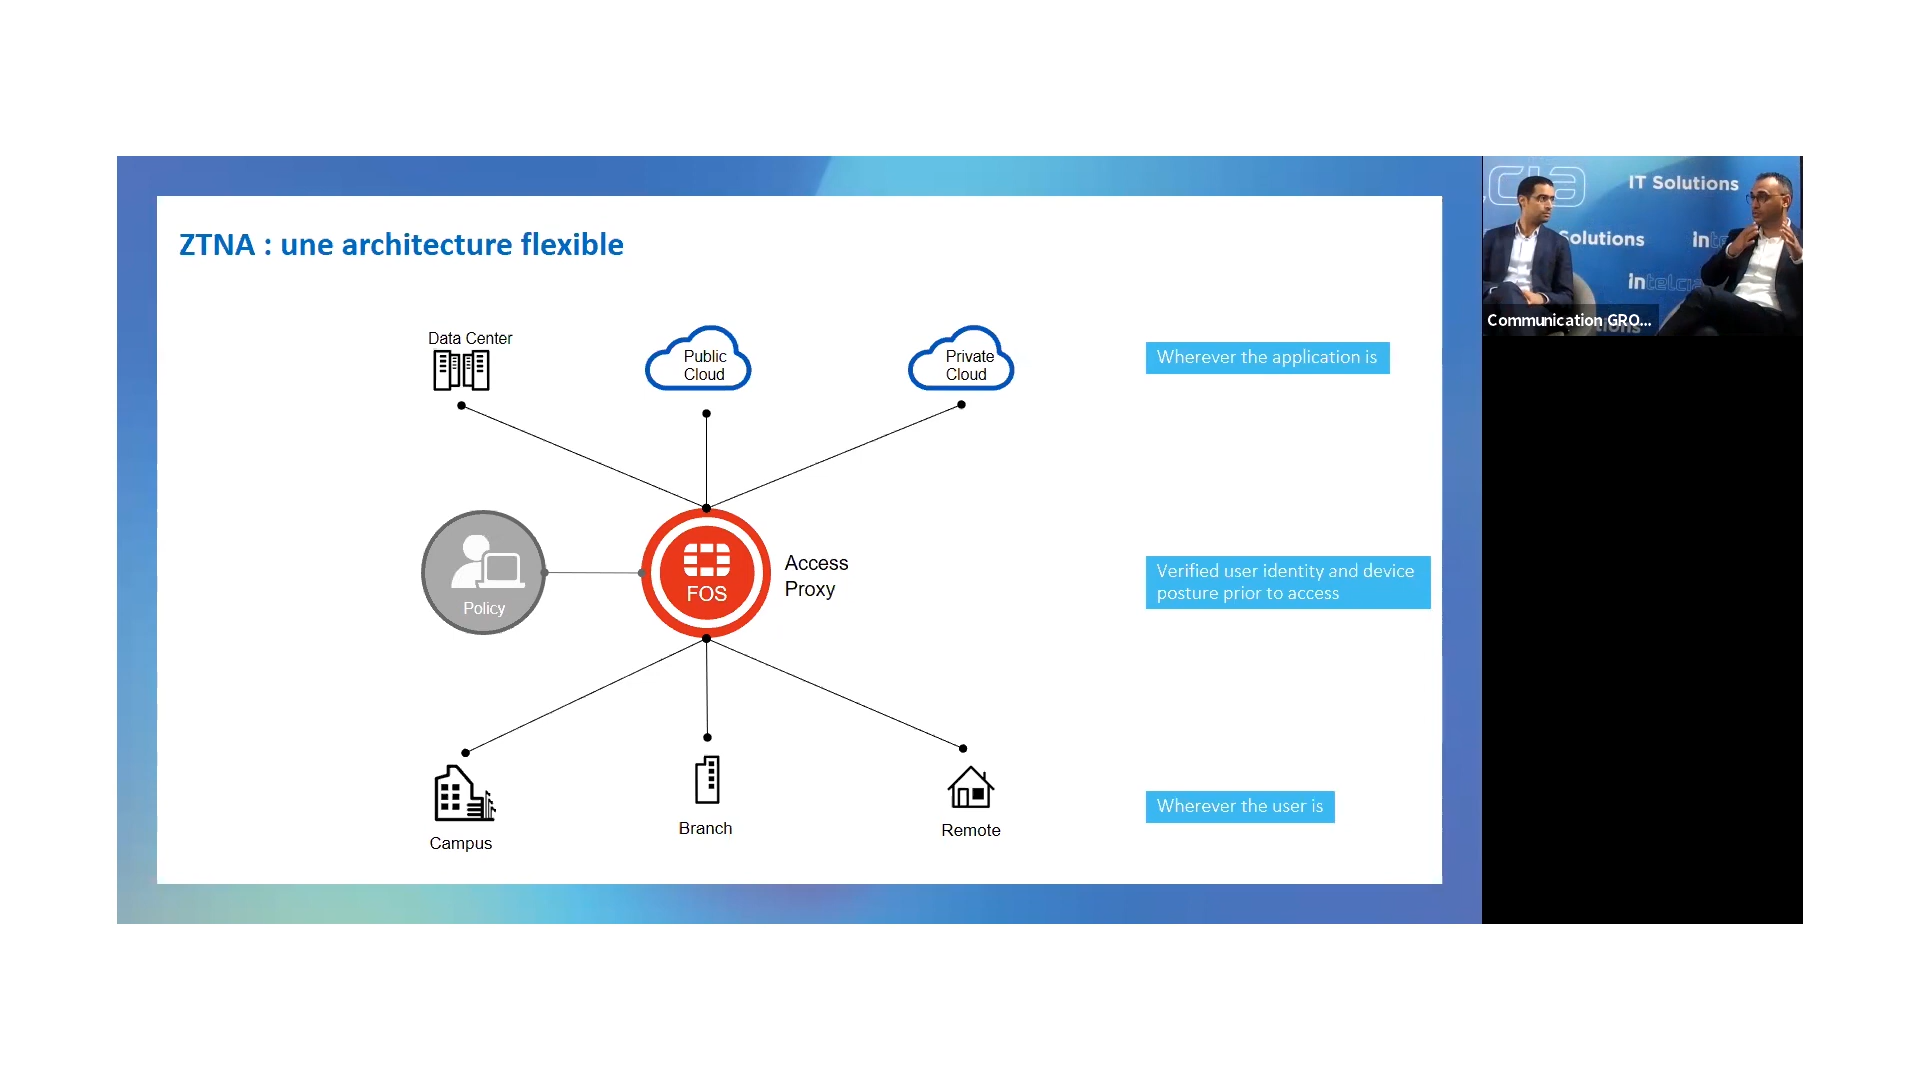 ZTNA : une architecture flexible
Data Center
Public
Cloud
Private
Cloud
Wherever the application is
Policy
FOS
Access
Proxy
Verified user identity and device
posture prior to access
Campus
Branch
Remote
Wherever the user is
IT Solutions
Solutions
intelcia
Communication GRO...